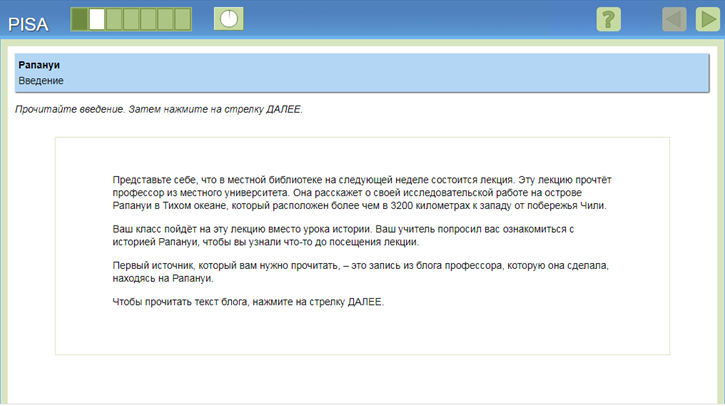 PISA
?
Рапануи
Введение
Прочитайте введение. Затем нажмите на стрелку ДАЛЕЕ.
Представьте себе, что в местной библиотеке на следующей неделе состоится лекция. Эту лекцию прочтёт
профессор из местного университета. Она расскажет о своей исследовательской работе на острове
Рапануи в Тихом океане, который расположен более чем в 3200 километрах к западу от побережья Чили.
Ваш класс пойдёт на эту лекцию вместо урока истории. Ваш учитель попросил вас ознакомиться с
историей Рапануи, чтобы вы узнали что-то до посещения лекции.
Первый источник, который вам нужно прочитать, – это запись из блога профессора, которую она сделала,
находясь на Рапануи.
Чтобы прочитать текст блога, нажмите на стрелку ДАЛЕЕ.